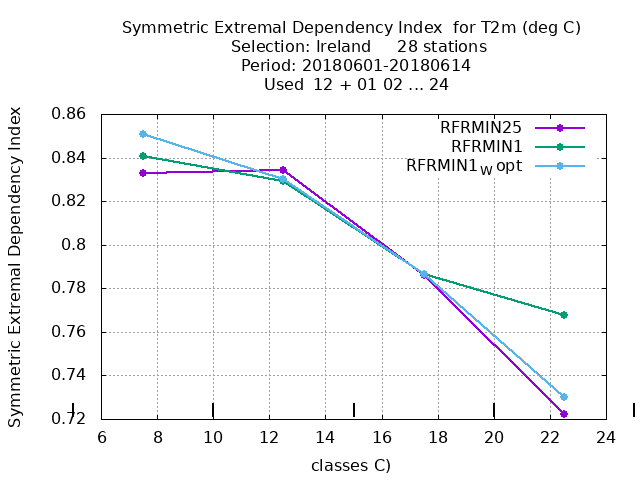 Symmetric Extremal Dependency Index for T2m (deg C)
Selection: Ireland 28 stations
Period: 20180601-20180614
Used 12 + 01 02 ... 24
Symmetric Extremal Dependency Index
0.86
0.84
0.82
0.8
0.78
0.76
0.74
0.72
RFRMIN25
RFRMIN1
RFRMIN1W opt
6 8 10 12 14 16 18 20 22 24
classes C)